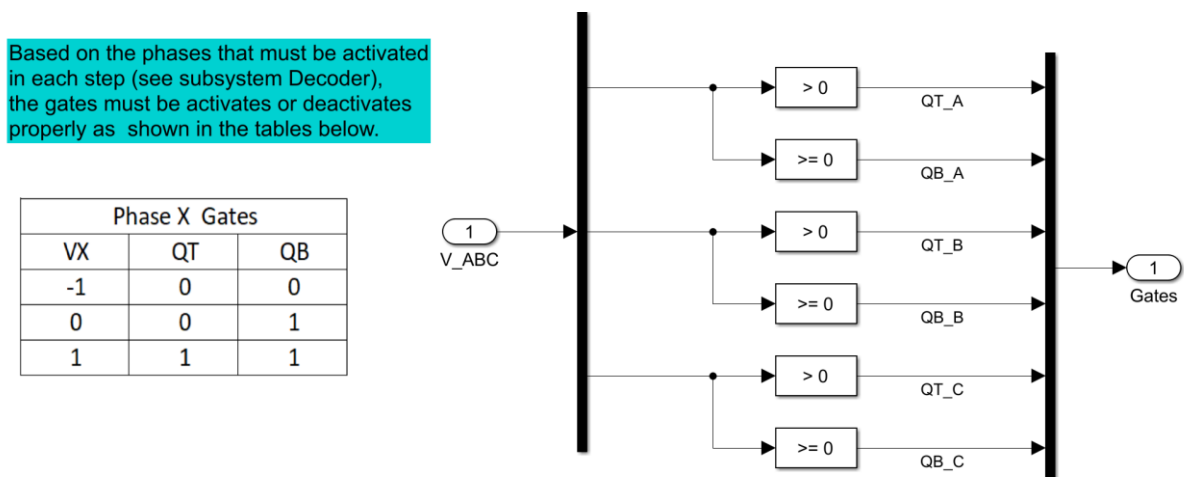 Based on the phases that must be activated
in each step (see subsystem Decoder),
the gates must be activates or deactivates
properly as shown in the tables below.
Phase X Gates
VX QT QB
-1 0 0
0 0 1
1 1 1
1
V_ABC
> 0
QT_A
>= 0
QB_A
> 0
QT_B
>= 0
QB_B
> 0
QT_C
>= 0
QB_C
1
Gates